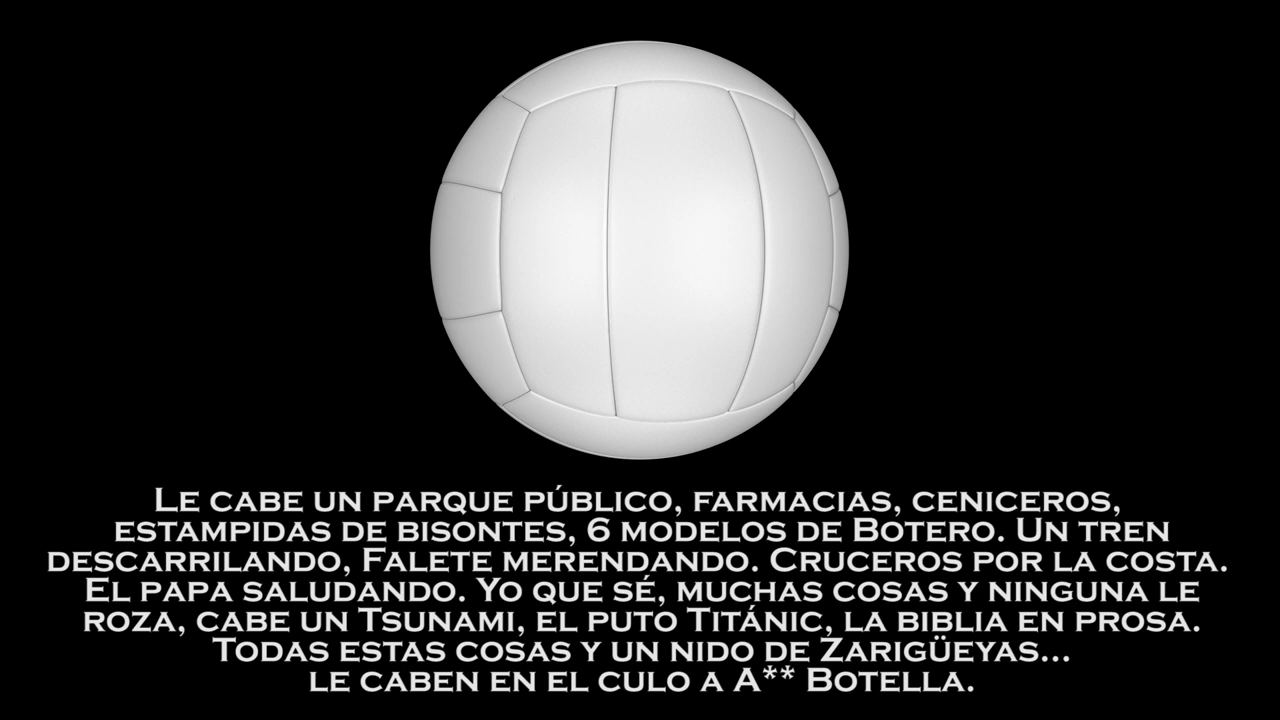 Le cabe un parque público, farmacias, ceniceros,
estampidas de bisontes, 6 modelos de Botero. Un tren
descarrilando, Falete merendando. Cruceros por la costa.
El papa saludando. Yo que sé, muchas cosas y ninguna le
roza, cabe un Tsunami, el puto Titánic, la biblia en prosa.
Todas estas cosas y un nido de Zarigüeyas...
le caben en el culo a A** Botella.